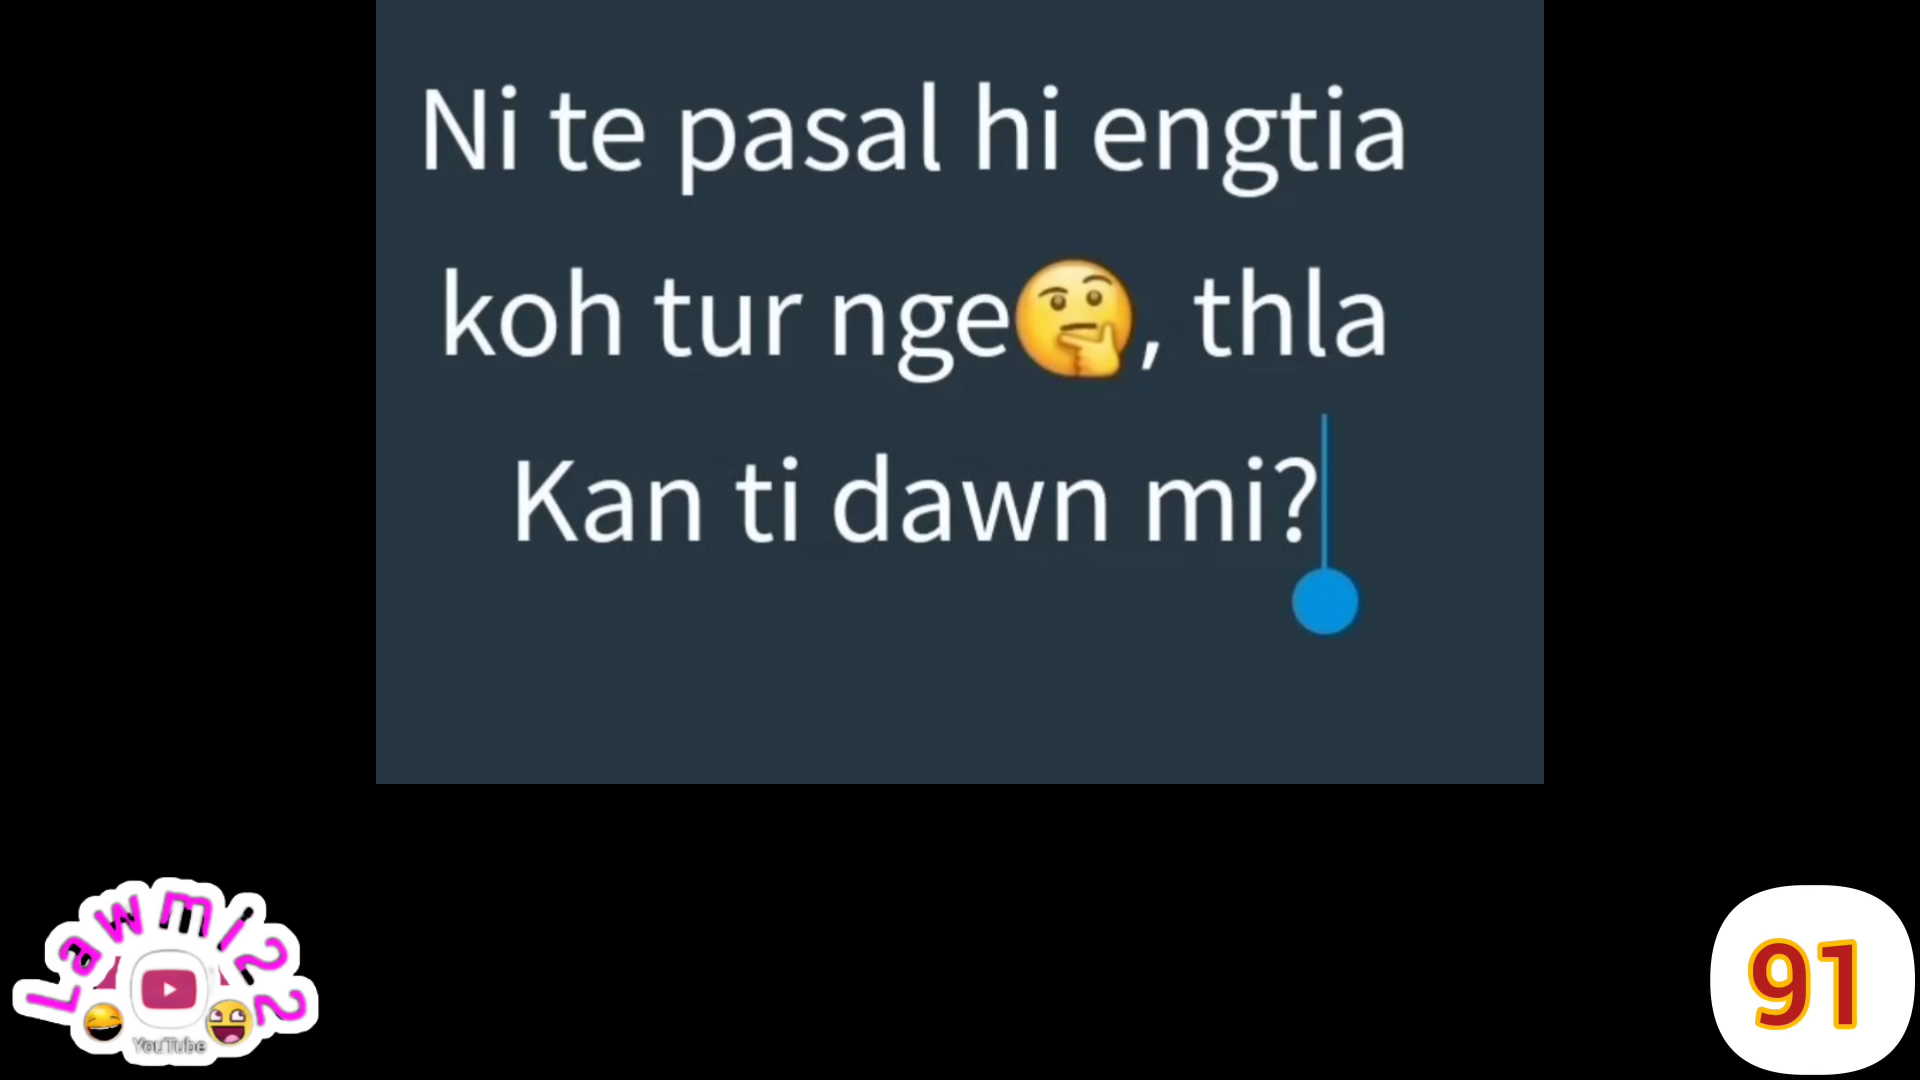 Ni te pasal hi engtia
koh tur nge🤔, thla
Kan ti dawn mi?
Lawmi22
YouTube
91